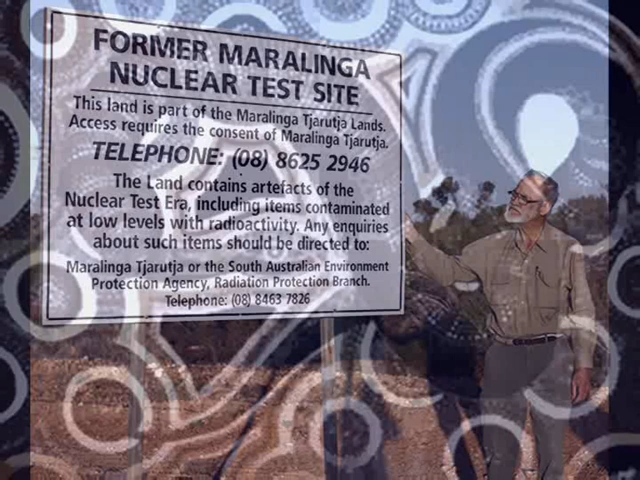 FORMER MARALINGA
NUCLEAR TEST SITE
This land is part of the Maralinga Tjarutja Lands.
Access requires the consent of Maralinga Tjarutja.
TELEPHONE: (08) 8625 2946
The Land contains artefacts of the
Nuclear Test Era, including items contaminated
at low levels with radioactivity. Any enquiries
about such items should be directed to:
Maralinga Tjarutja or the South Australian Environment
Protection Agency, Radiation Protection Branch.
Telephone: (08) 8463 7826